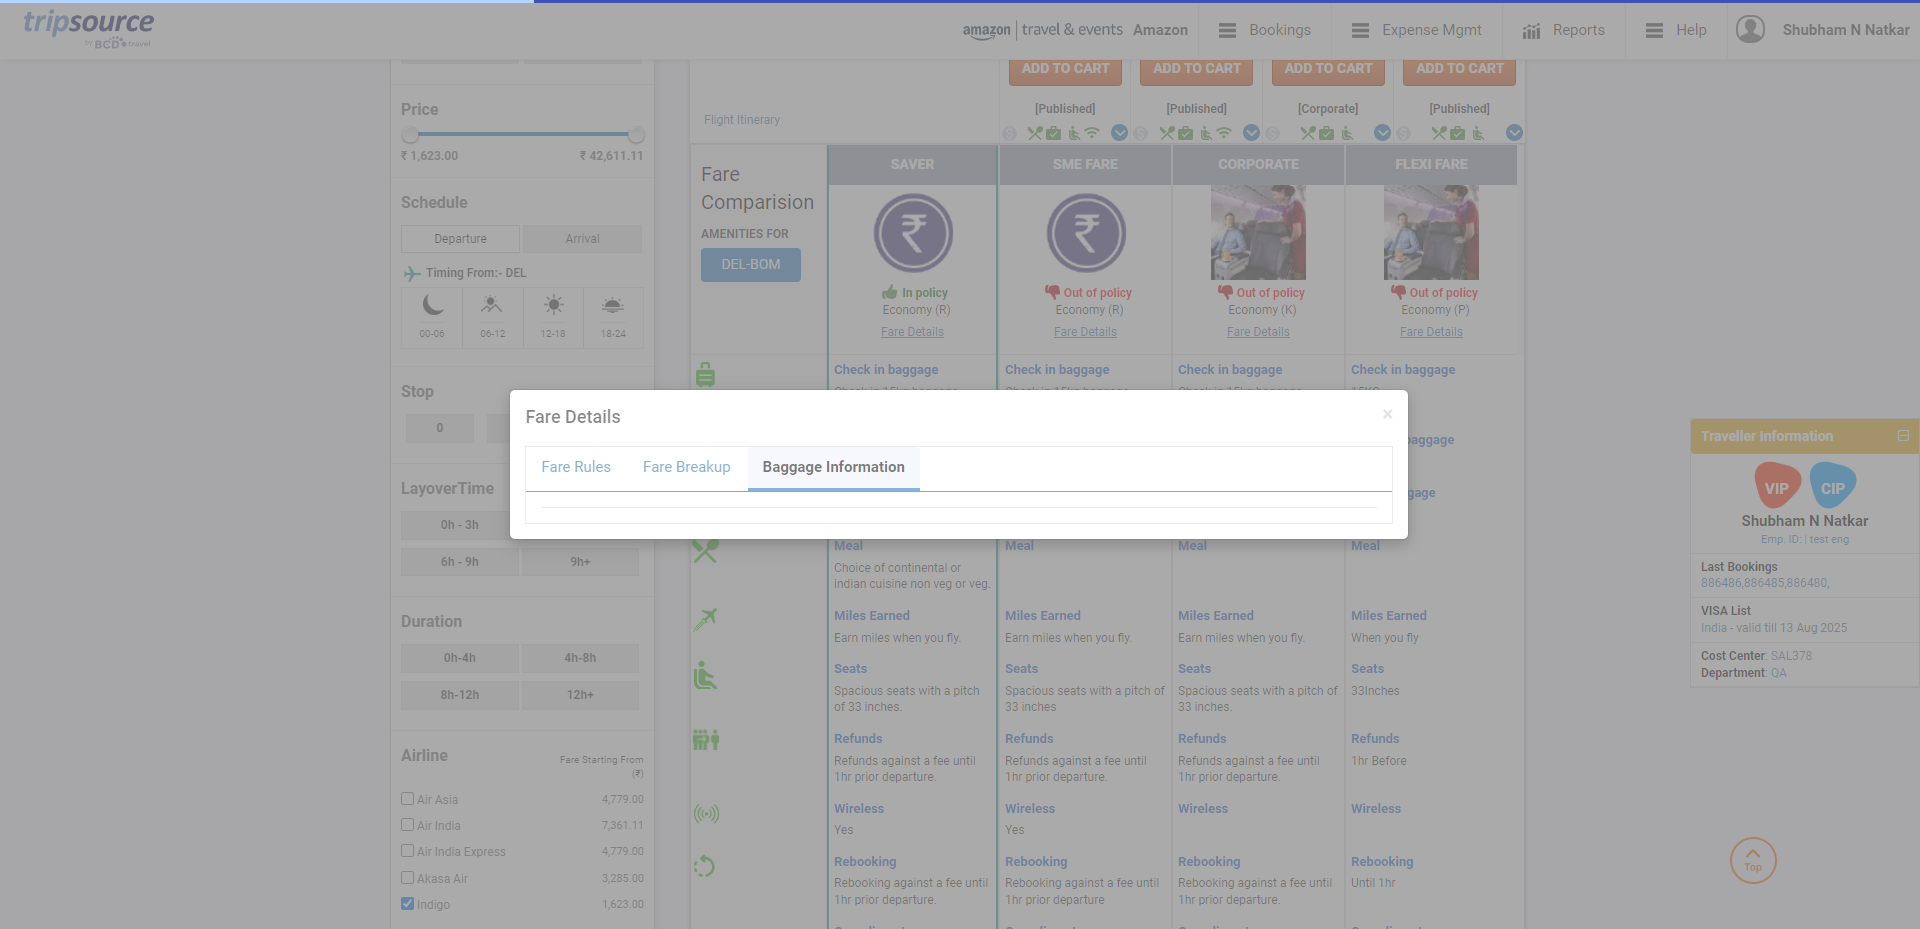 tripsource
by BCD travel
amazon | travel & events Amazon
Bookings
Expense Mgmt
Reports
Help
Shubham N Natkar
Price
₹ 1,623.00 ₹ 42,611.11
Schedule
Departure Arrival
Timing From:- DEL
00-06 06-12 12-18 18-24
Stop
0
LayoverTime
0h - 3h
6h - 9h 9h+
Duration
0h-4h 4h-8h
8h-12h 12h+
Airline Fare Starting From
(₹)
Air Asia 4,779.00
Air India 7,361.11
Air India Express 4,779.00
Akasa Air 3,285.00
Indigo 1,623.00
ADD TO CART ADD TO CART ADD TO CART ADD TO CART
[Published] [Published] [Corporate] [Published]
Flight Itinerary
Fare
Comparision
AMENITIES FOR
DEL-BOM
SAVER SME FARE CORPORATE FLEXI FARE
In policy Out of policy Out of policy Out of policy
Economy (R) Economy (R) Economy (K) Economy (P)
Fare Details Fare Details Fare Details Fare Details
Check in baggage Check in baggage Check in baggage Check in baggage
baggage
gage
Fare Details ×
Fare Rules Fare Breakup Baggage Information
Meal Meal Meal Meal
Choice of continental or
indian cuisine non veg or veg.
Miles Earned Miles Earned Miles Earned Miles Earned
Earn miles when you fly. Earn miles when you fly. Earn miles when you fly. When you fly
Seats Seats Seats Seats
Spacious seats with a pitch Spacious seats with a pitch of Spacious seats with a pitch of 33Inches
of 33 inches. 33 inches 33 inches.
Refunds Refunds Refunds Refunds
Refunds against a fee until Refunds against a fee until Refunds against a fee until 1hr Before
1hr prior departure. 1hr prior departure. 1hr prior departure.
Wireless Wireless Wireless Wireless
Yes Yes
Rebooking Rebooking Rebooking Rebooking
Rebooking against a fee until Rebooking against a fee until Rebooking against a fee until Until 1hr
1hr prior departure. 1hr prior departure 1hr prior departure.
Traveller Information
VIP CIP
Shubham N Natkar
Emp. ID: | test eng
Last Bookings
886486,886485,886480,
VISA List
India - valid till 13 Aug 2025
Cost Center: SAL378
Department: QA
Top